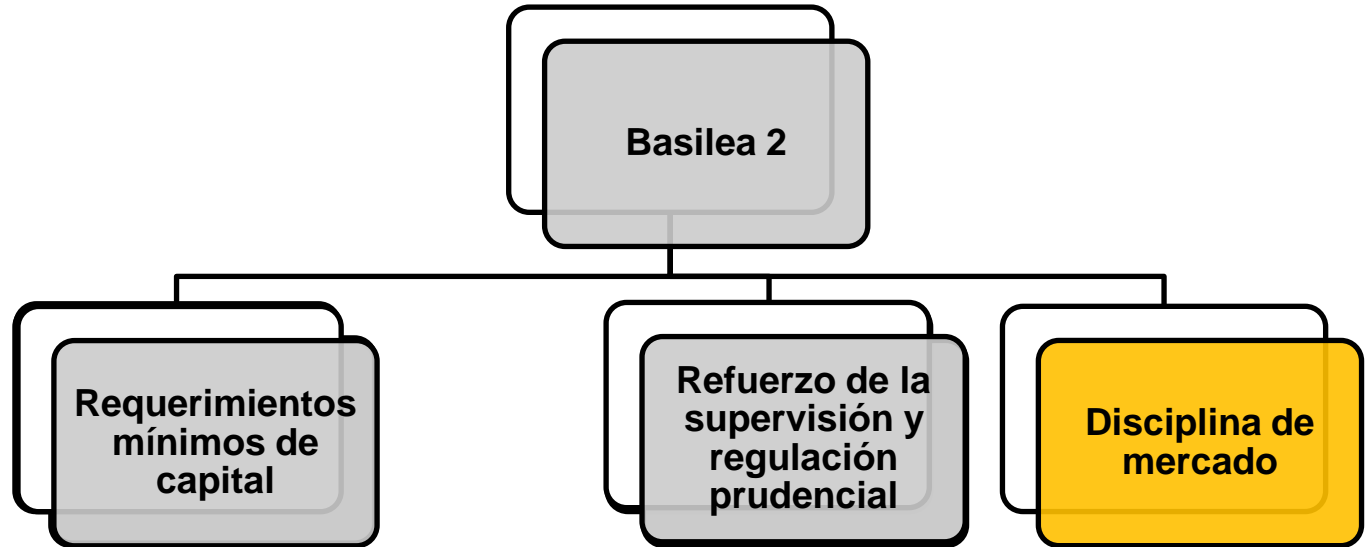 Basilea 2
Requerimientos
mínimos de
capital
Refuerzo de la
supervisión y
regulación
prudencial
Disciplina de
mercado